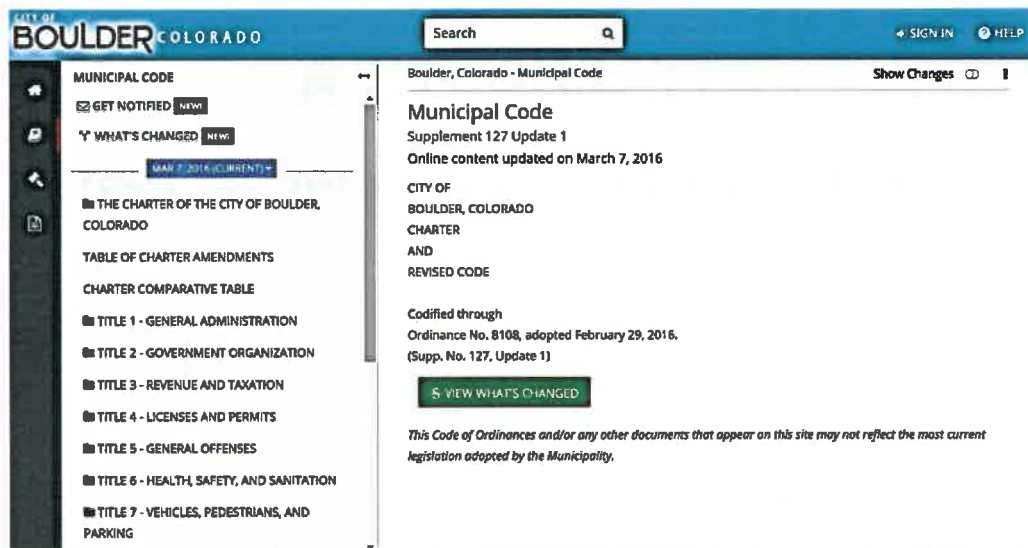 CITY OF
BOULDER COLORADO
Search
SIGN IN
HELP
MUNICIPAL CODE
GET NOTIFIED NEW!
WHAT'S CHANGED NEW!
MAR 7, 2016 (CURRENT)
THE CHARTER OF THE CITY OF BOULDER,
COLORADO
TABLE OF CHARTER AMENDMENTS
CHARTER COMPARATIVE TABLE
TITLE 1 - GENERAL ADMINISTRATION
TITLE 2 - GOVERNMENT ORGANIZATION
TITLE 3 - REVENUE AND TAXATION
TITLE 4 - LICENSES AND PERMITS
TITLE 5 - GENERAL OFFENSES
TITLE 6 - HEALTH, SAFETY, AND SANITATION
TITLE 7 - VEHICLES, PEDESTRIANS, AND
PARKING
Boulder, Colorado - Municipal Code
Show Changes
Municipal Code
Supplement 127 Update 1
Online content updated on March 7, 2016
CITY OF
BOULDER, COLORADO
CHARTER
AND
REVISED CODE
Codified through
Ordinance No. 8108, adopted February 29, 2016.
(Supp. No. 127, Update 1)
VIEW WHAT'S CHANGED
This Code of Ordinances and/or any other documents that appear on this site may not reflect the most current
legislation adopted by the Municipality.